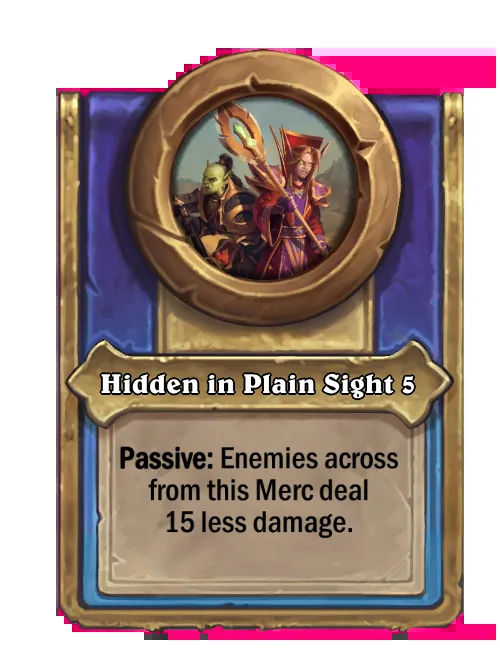 Hidden in Plain Sight 5
Passive: Enemies across
from this Merc deal
15 less damage.